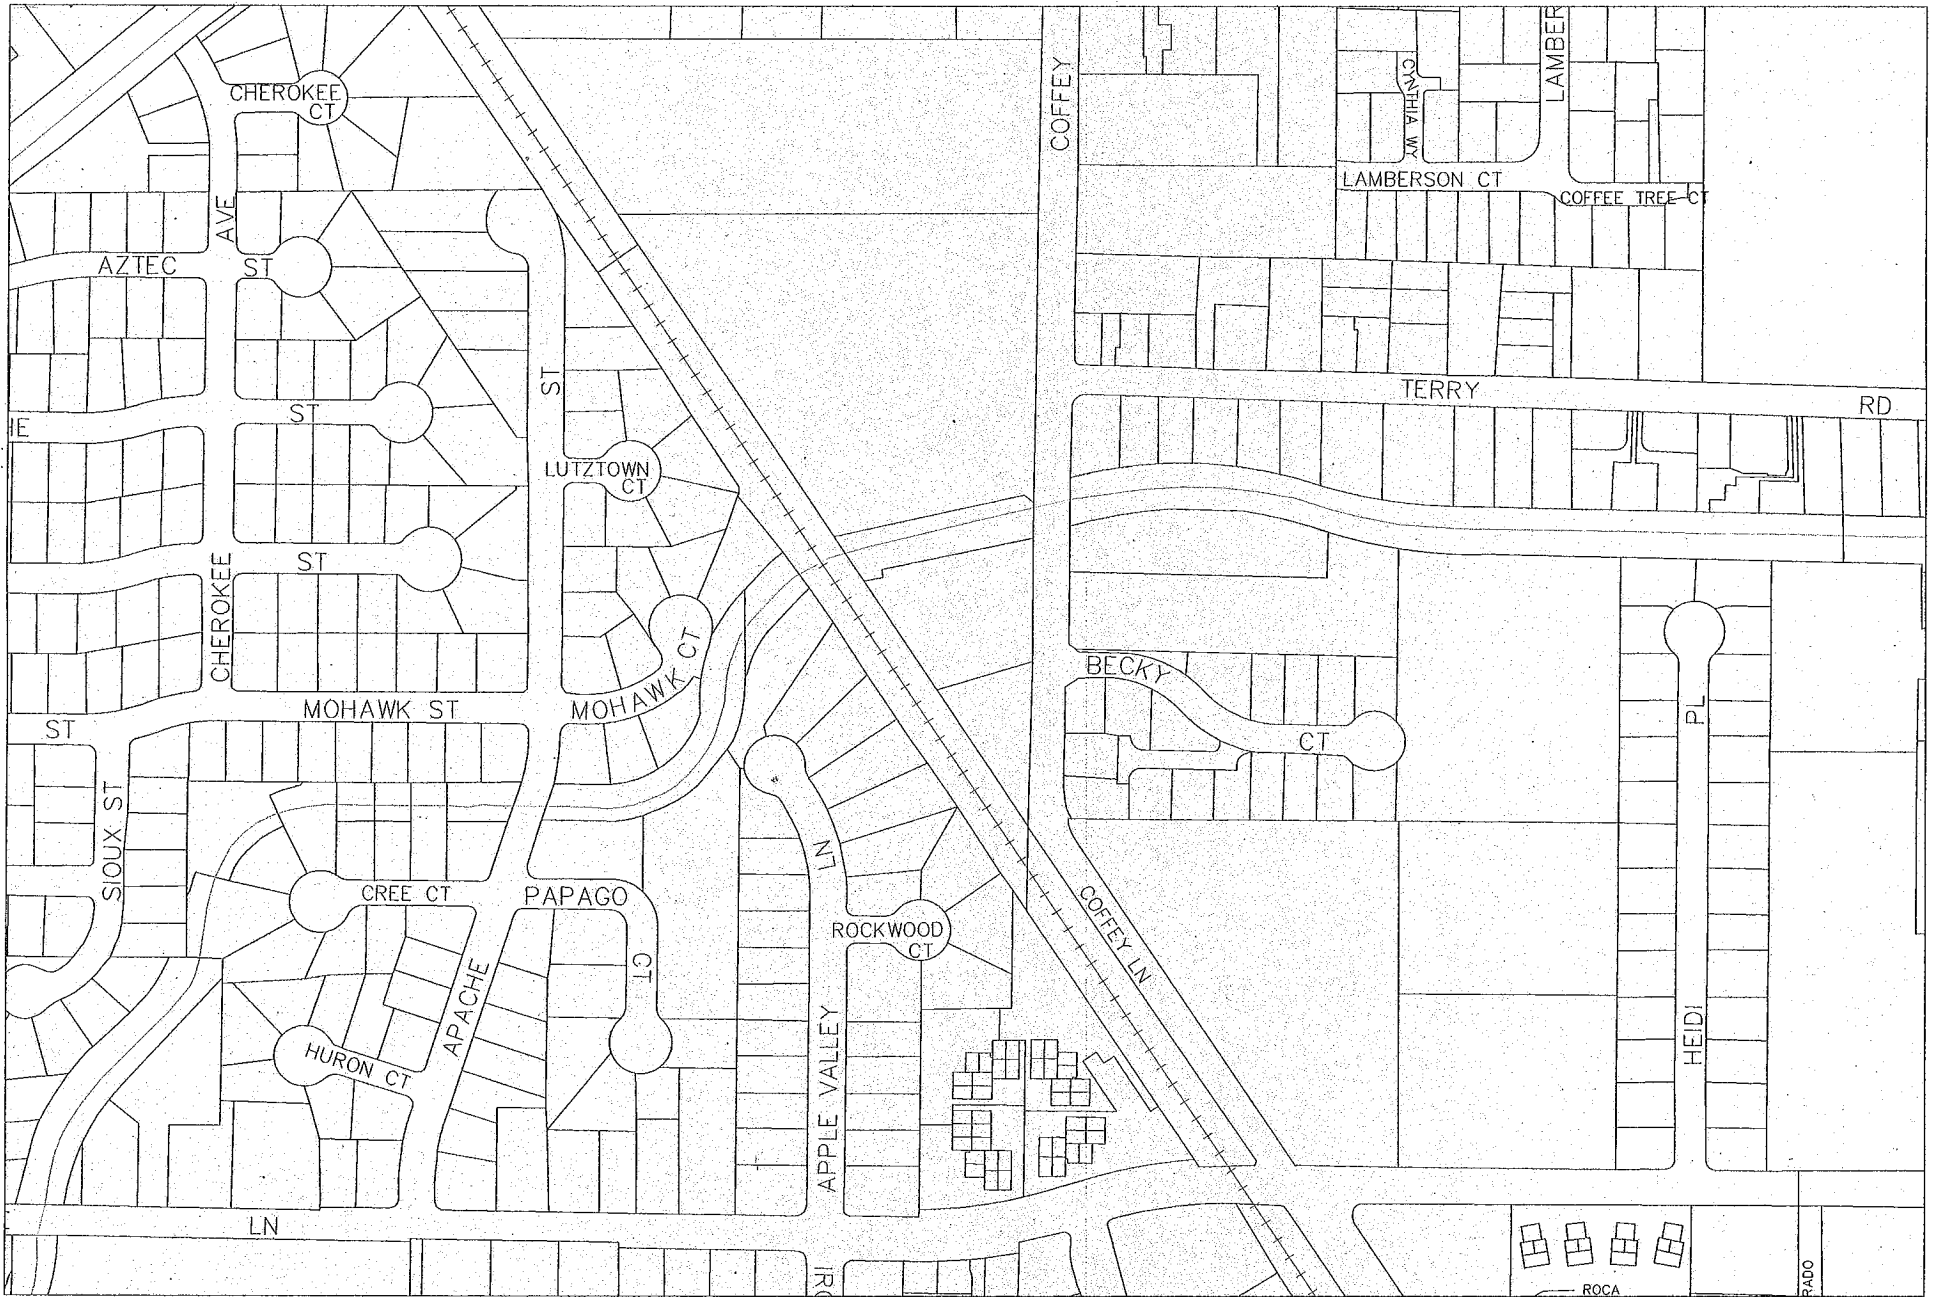 CHEROKEE
CT
COFFEY
CYNTHIA WY
LAMBER
LAMBERSON CT
COFFEE TREE CT
AVE
AZTEC ST
ST
TERRY RD
IE
ST
LUTZTOWN
CT
CHEROKEE
ST
MOHAWK CT
BECKY CT
PL
ST
MOHAWK ST
SIOUX ST
LN
CREE CT
PAPAGO
CT
ROCKWOOD
CT
COFFEY LN
APACHE
HURON CT
APPLE VALLEY
HEIDI
LN
IRI
ROCA
RADO